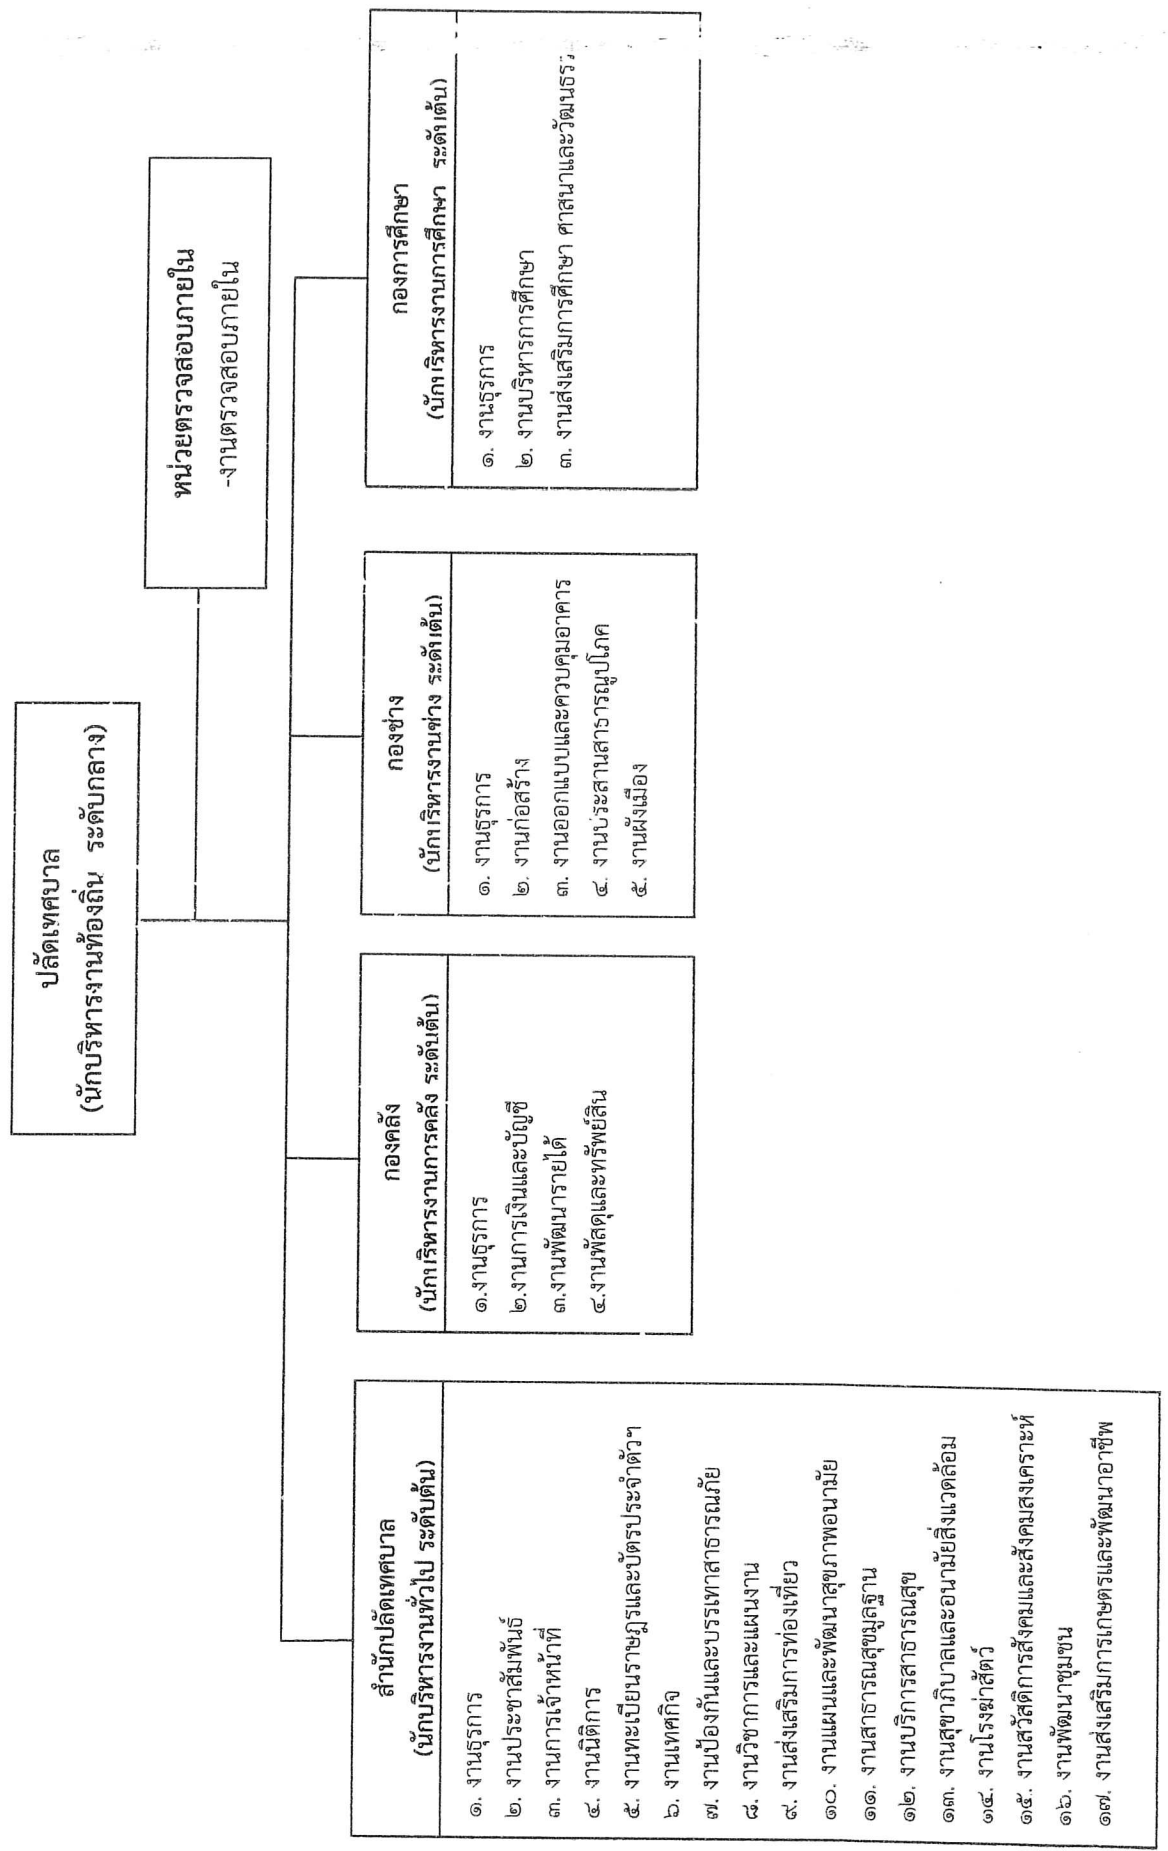 ปลัดเทศบาล
(นักบริหารงานท้องถิ่น ระดับกลาง)
หน่วยตรวจสอบภายใน
-งานตรวจสอบภายใน
สำนักปลัดเทศบาล
(นักบริหารงานทั่วไป ระดับต้น)
๑. งานธุรการ
๒. งานประชาสัมพันธ์
๓. งานการเจ้าหน้าที่
๔. งานนิติการ
๕. งานทะเบียนราษฎรและบัตรประจำตัวฯ
๖. งานเทศกิจ
๗. งานป้องกันและบรรเทาสาธารณภัย
๘. งานวิชาการและแผนงาน
๙. งานส่งเสริมการท่องเที่ยว
๑๐. งานแผนและพัฒนาสุขภาพอนามัย
๑๑. งานสาธารณสุขมูลฐาน
๑๒. งานบริการสาธารณสุข
๑๓. งานสุขาภิบาลและอนามัยสิ่งแวดล้อม
๑๔. งานโรงฆ่าสัตว์
๑๕. งานสวัสดิการสังคมและสังคมสงเคราะห์
๑๖. งานพัฒนาชุมชน
๑๗. งานส่งเสริมการเกษตรและพัฒนาอาชีพ
กองคลัง
(นักบริหารงานการคลัง ระดับต้น)
๑.งานธุรการ
๒.งานการเงินและบัญชี
๓.งานพัฒนารายได้
๔.งานพัสดุและทรัพย์สิน
กองช่าง
(นักบริหารงานช่าง ระดับต้น)
๑. งานธุรการ
๒. งานก่อสร้าง
๓. งานออกแบบและควบคุมอาคาร
๔. งานประสานสาธารณูปโภค
๕. งานผังเมือง
กองการศึกษา
(นักบริหารงานการศึกษา ระดับต้น)
๑. งานธุรการ
๒. งานบริหารการศึกษา
๓. งานส่งเสริมการศึกษา ศาสนาและวัฒนธรร